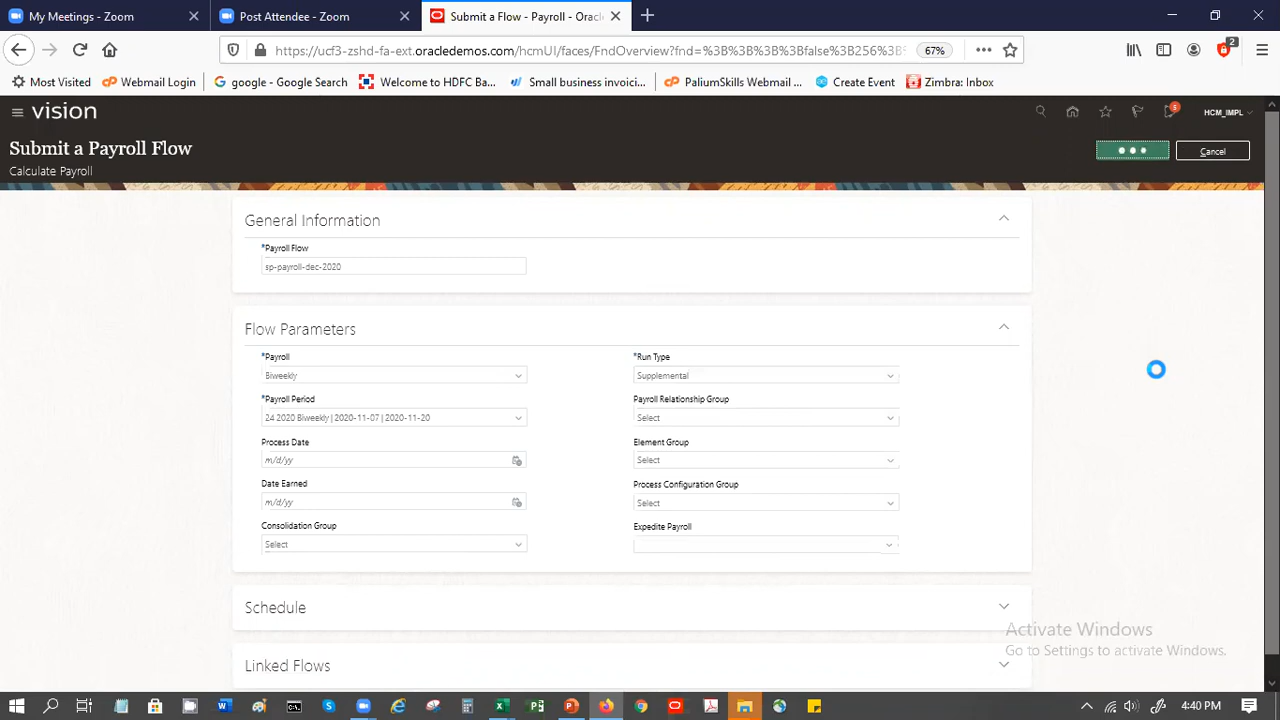 My Meetings - Zoom
Post Attendee - Zoom
Submit a Flow - Payroll - Oracl
https://ucf3-zshd-fa-ext.oracledemos.com/hcmUI/faces/FndOverview?fnd=%3B%3B%3B%3Bfalse%3B256%3B%
67%
2
Most Visited
Webmail Login
google - Google Search
Welcome to HDFC Ba...
Small business invoici...
PaliumSkills Webmail ...
Create Event
Zimbra: Inbox
vision
5
HCM_IMPL
Submit a Payroll Flow
Calculate Payroll
Cancel
General Information
*Payroll Flow
sp-payroll-dec-2020
Flow Parameters
*Payroll
Biweekly
*Run Type
Supplemental
*Payroll Period
24 2020 Biweekly | 2020-11-07 | 2020-11-20
Payroll Relationship Group
Select
Process Date
m/d/yy
Element Group
Select
Date Earned
m/d/yy
Process Configuration Group
Select
Consolidation Group
Select
Expedite Payroll
Schedule
Linked Flows
Activate Windows
Go to Settings to activate Windows.
4:40 PM